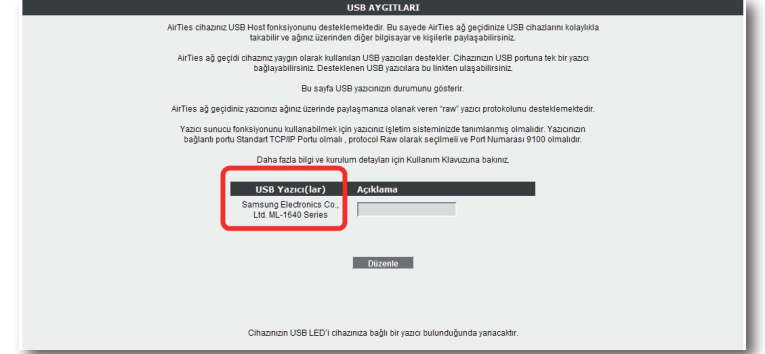 USB AYGITLARI
AirTies cihazınız USB Host fonksiyonunu desteklemektedir. Bu sayede AirTies ağ geçidinize USB cihazlarını kolaylıkla
takabilir ve ağınız üzerinden diğer bilgisayar ve kişilerle paylaşabilirsiniz.
AirTies ağ geçidi cihazınız yaygın olarak kullanılan USB yazıcıları destekler. Cihazınızın USB portuna tek bir yazıcı
bağlayabilirsiniz. Desteklenen USB yazıcılara bu linkten ulaşabilirsiniz.
Bu sayfa USB yazıcınızın durumunu gösterir.
AirTies ağ geçidiniz yazıcınızı ağınız üzerinde paylaşmanıza olanak veren "raw" yazıcı protokolunu desteklemektedir.
Yazıcı sunucu fonksiyonunu kullanabilmek için yazıcınız işletim sisteminizde tanımlanmış olmalıdır. Yazıcınızın
bağlantı portu Standart TCP/IP Portu olmalı , protocol Raw olarak seçilmeli ve Port Numarası 9100 olmalıdır.
Daha fazla bilgi ve kurulum detayları için Kullanım Klavuzuna bakınız.
USB Yazıcı(lar) Açıklama
Samsung Electronics Co.,
Ltd. ML-1640 Series
Düzenle
Cihazınızın USB LED'i cihazınıza bağlı bir yazıcı bulunduğunda yanacaktır.